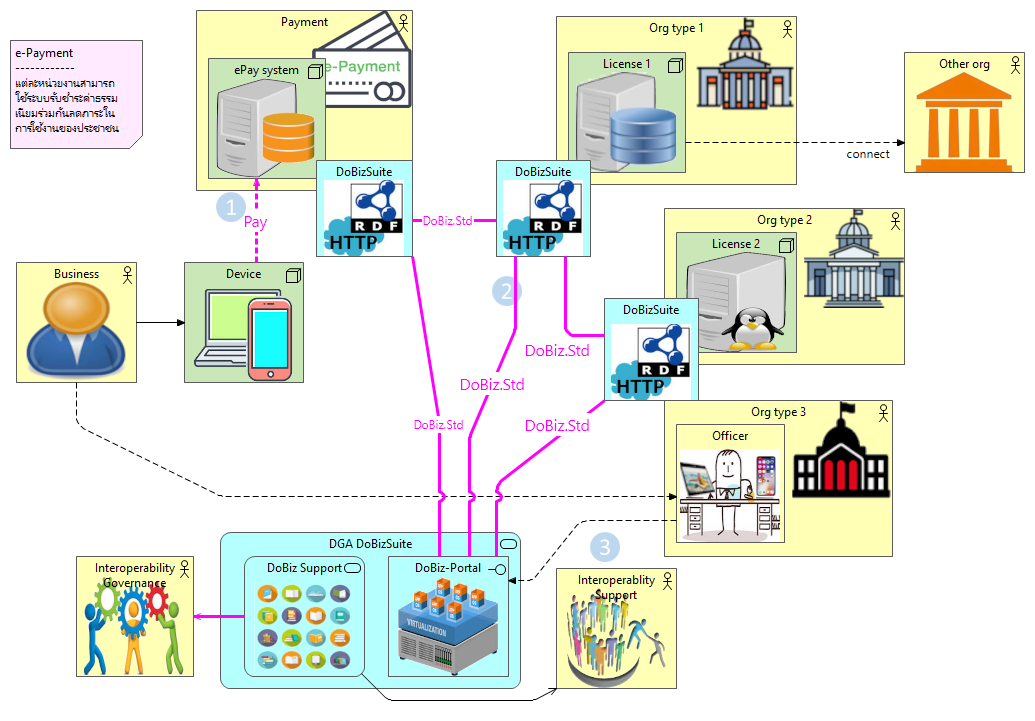 e-Payment
-------------
แต่ละหน่วยงานสามารถ
ใช้ระบบรับชำระค่าธรรม
เนียมร่วมกันลดภาระใน
การใช้งานของประชาชน
Payment
e-Payment
ePay system
Org type 1
License 1
Other org
connect
DoBizSuite
RDF
HTTP
DoBiz.Std
DoBizSuite
RDF
HTTP
1
Pay
Org type 2
License 2
Business
Device
2
DoBizSuite
RDF
HTTP
DoBiz.Std
DoBiz.Std
DoBiz.Std
DoBiz.Std
Org type 3
Officer
3
DGA DoBizSuite
DoBiz Support
DoBiz-Portal
VIRTUALIZATION
Interoperability
Governance
Interoperablity
Support